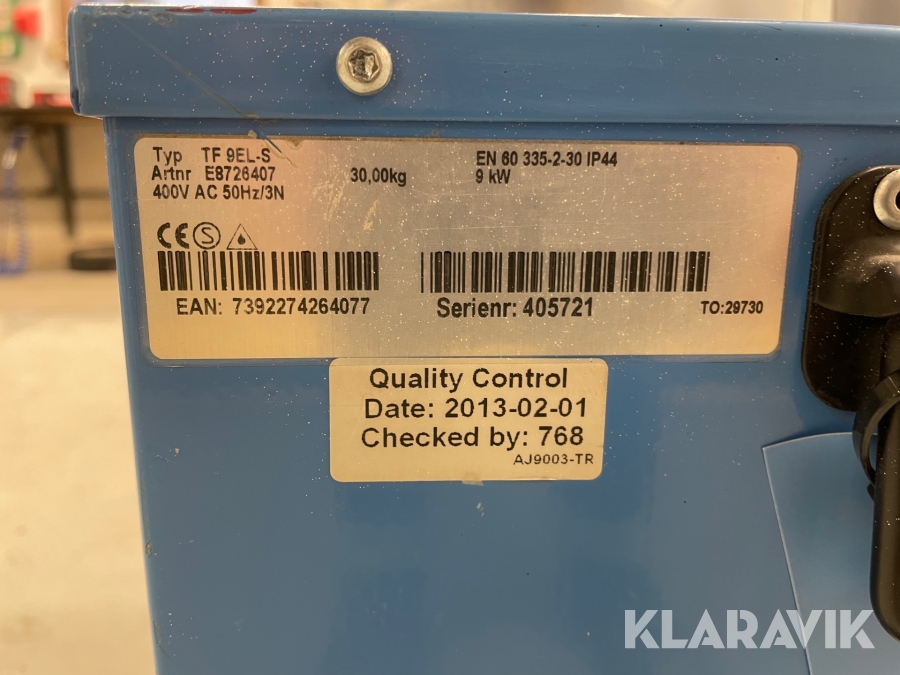 Typ TF 9EL-S
Artnr E8726407
400V AC 50Hz/3N
30,00kg
EN 60 335-2-30 IP44
9 kW
CE S
EAN: 7392274264077
Serienr: 405721
TO:29730
Quality Control
Date: 2013-02-01
Checked by: 768
AJ9003-TR
KLARAVIK